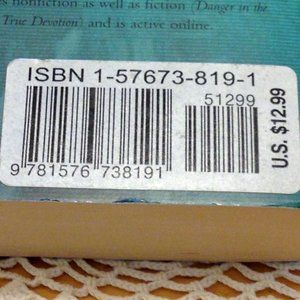 es nonfiction as well as fiction (Danger in the
True Devotion) and is active online.
ISBN 1-57673-819-1
51299
9 781576 738191
U.S. $12.99